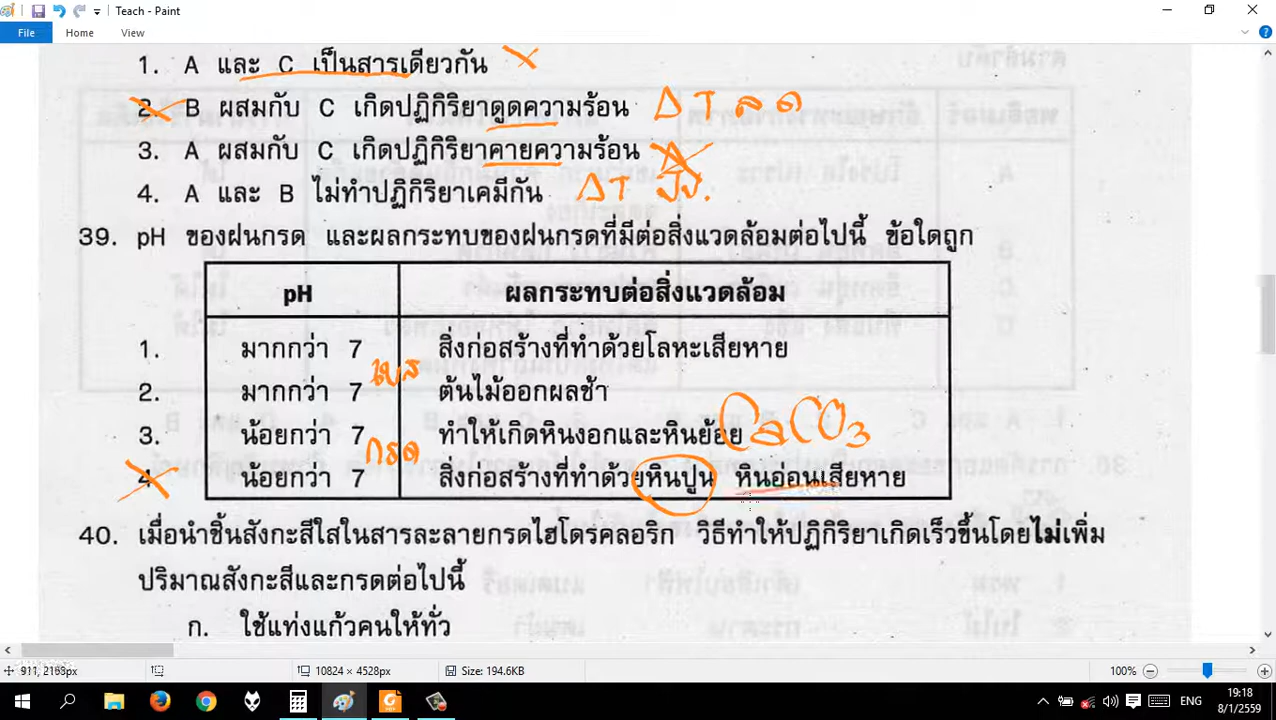 Teach - Paint
File Home View
1. A และ C เป็นสารเดียวกัน
2. B ผสมกับ C เกิดปฏิกิริยาดูดความร้อน ΔT ลด
3. A ผสมกับ C เกิดปฏิกิริยาคายความร้อน
4. A และ B ไม่ทำปฏิกิริยาเคมีกัน ΔT
39. pH ของฝนกรด และผลกระทบของฝนกรดที่มีต่อสิ่งแวดล้อมต่อไปนี้ ข้อใดถูก
pH ผลกระทบต่อสิ่งแวดล้อม
1. มากกว่า 7 สิ่งก่อสร้างที่ทำด้วยโลหะเสียหาย
เบส
2. มากกว่า 7 ต้นไม้ออกผลช้า
3. น้อยกว่า 7 ทำให้เกิดหินงอกและหินย้อย CaCO3
กรด
4. น้อยกว่า 7 สิ่งก่อสร้างที่ทำด้วยหินปูน หินอ่อนเสียหาย
40. เมื่อนำชิ้นสังกะสีใสในสารละลายกรดไฮโดรคลอริก วิธีทำให้ปฏิกิริยาเกิดเร็วขึ้นโดยไม่เพิ่ม
ปริมาณสังกะสีและกรดต่อไปนี้
ก. ใช้แท่งแก้วคนให้ทั่ว
911, 2163px 10824 × 4528px Size: 194.6KB 100%
ENG 19:18
8/1/2559